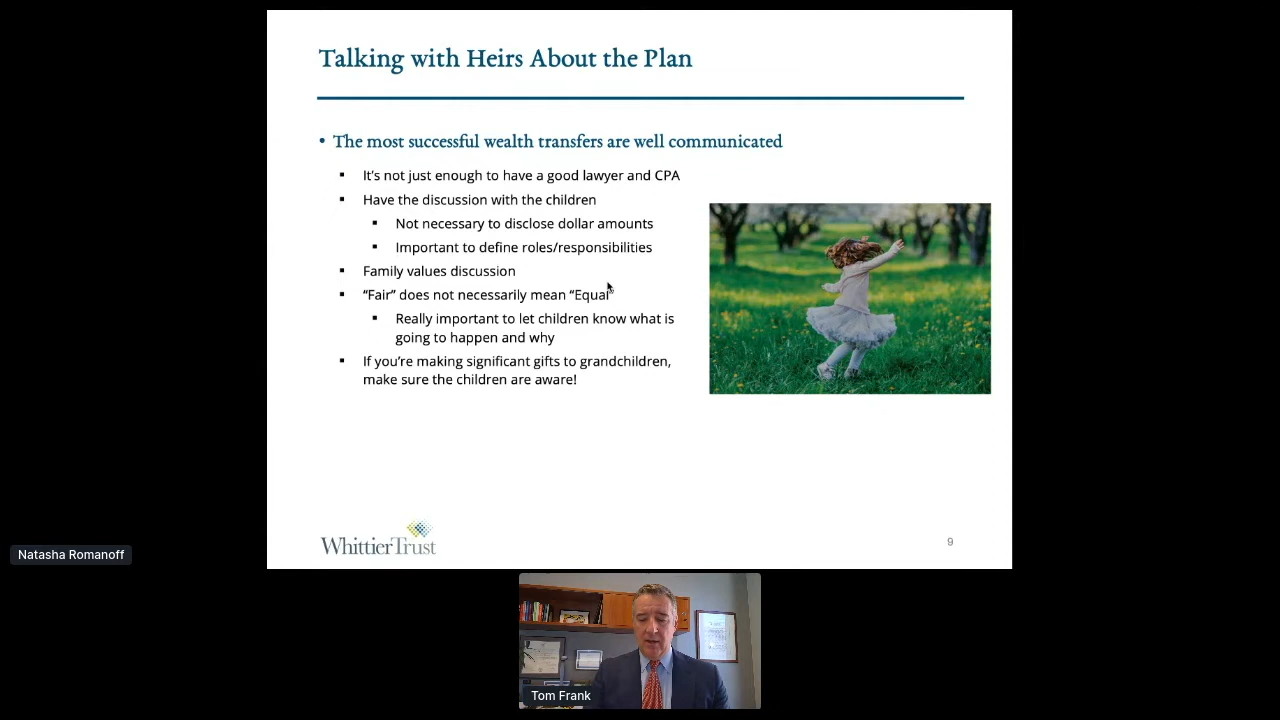 Talking with Heirs About the Plan
• The most successful wealth transfers are well communicated
▪ It's not just enough to have a good lawyer and CPA
▪ Have the discussion with the children
▪ Not necessary to disclose dollar amounts
▪ Important to define roles/responsibilities
▪ Family values discussion
▪ “Fair” does not necessarily mean “Equal”
▪ Really important to let children know what is
going to happen and why
▪ If you're making significant gifts to grandchildren,
make sure the children are aware!
WhittierTrust
9
Natasha Romanoff
Tom Frank